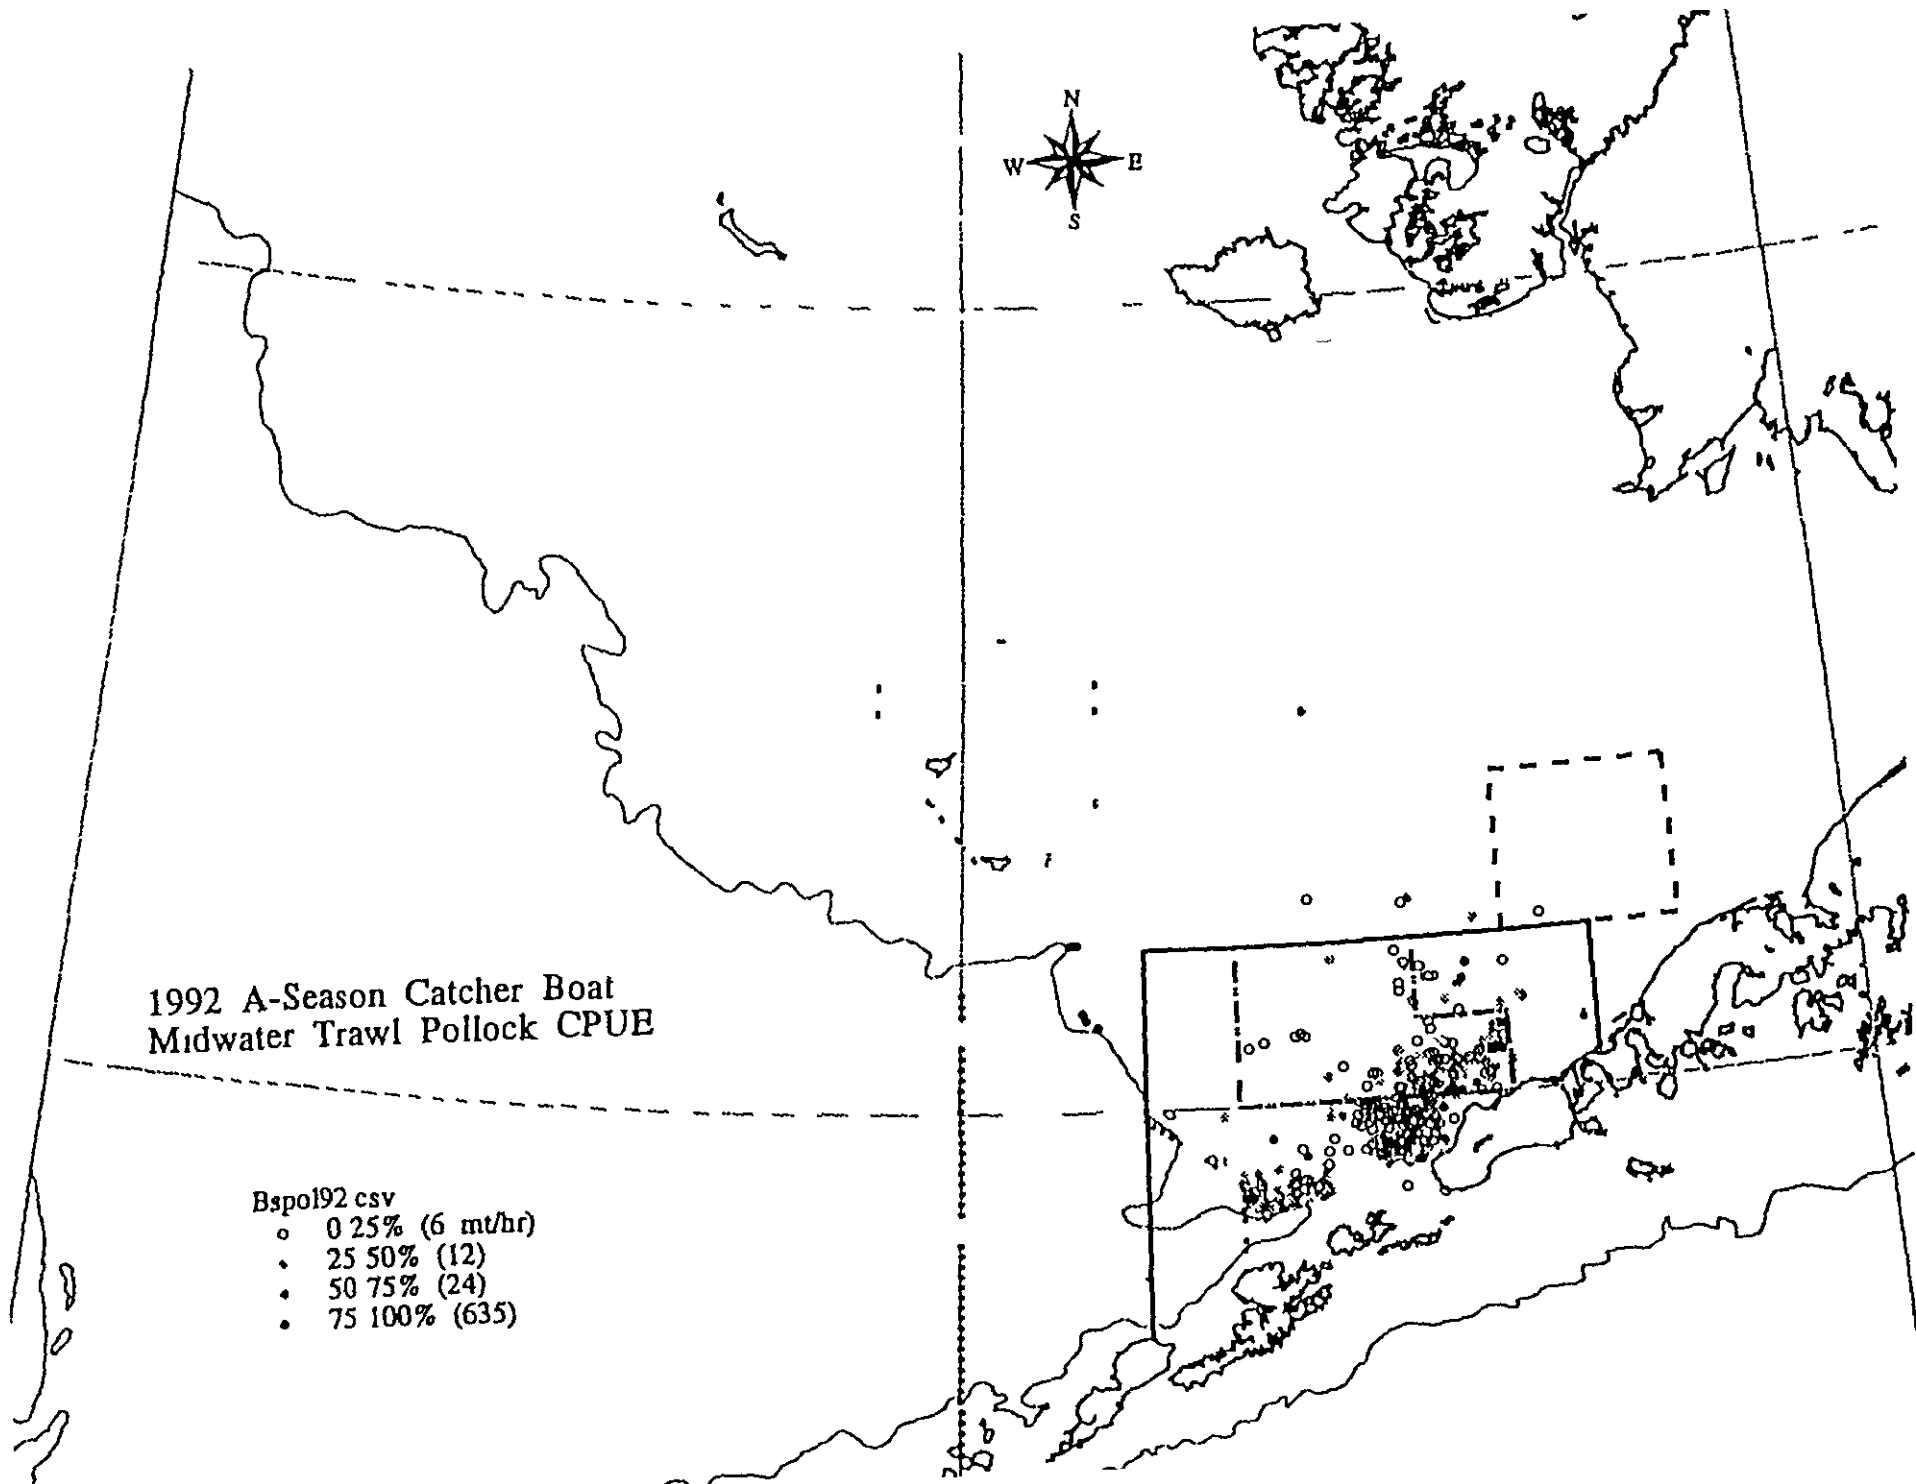 N
W E
S
1992 A-Season Catcher Boat
Midwater Trawl Pollock CPUE
Bspol92 csv
0 25% (6 mt/hr)
25 50% (12)
50 75% (24)
75 100% (635)